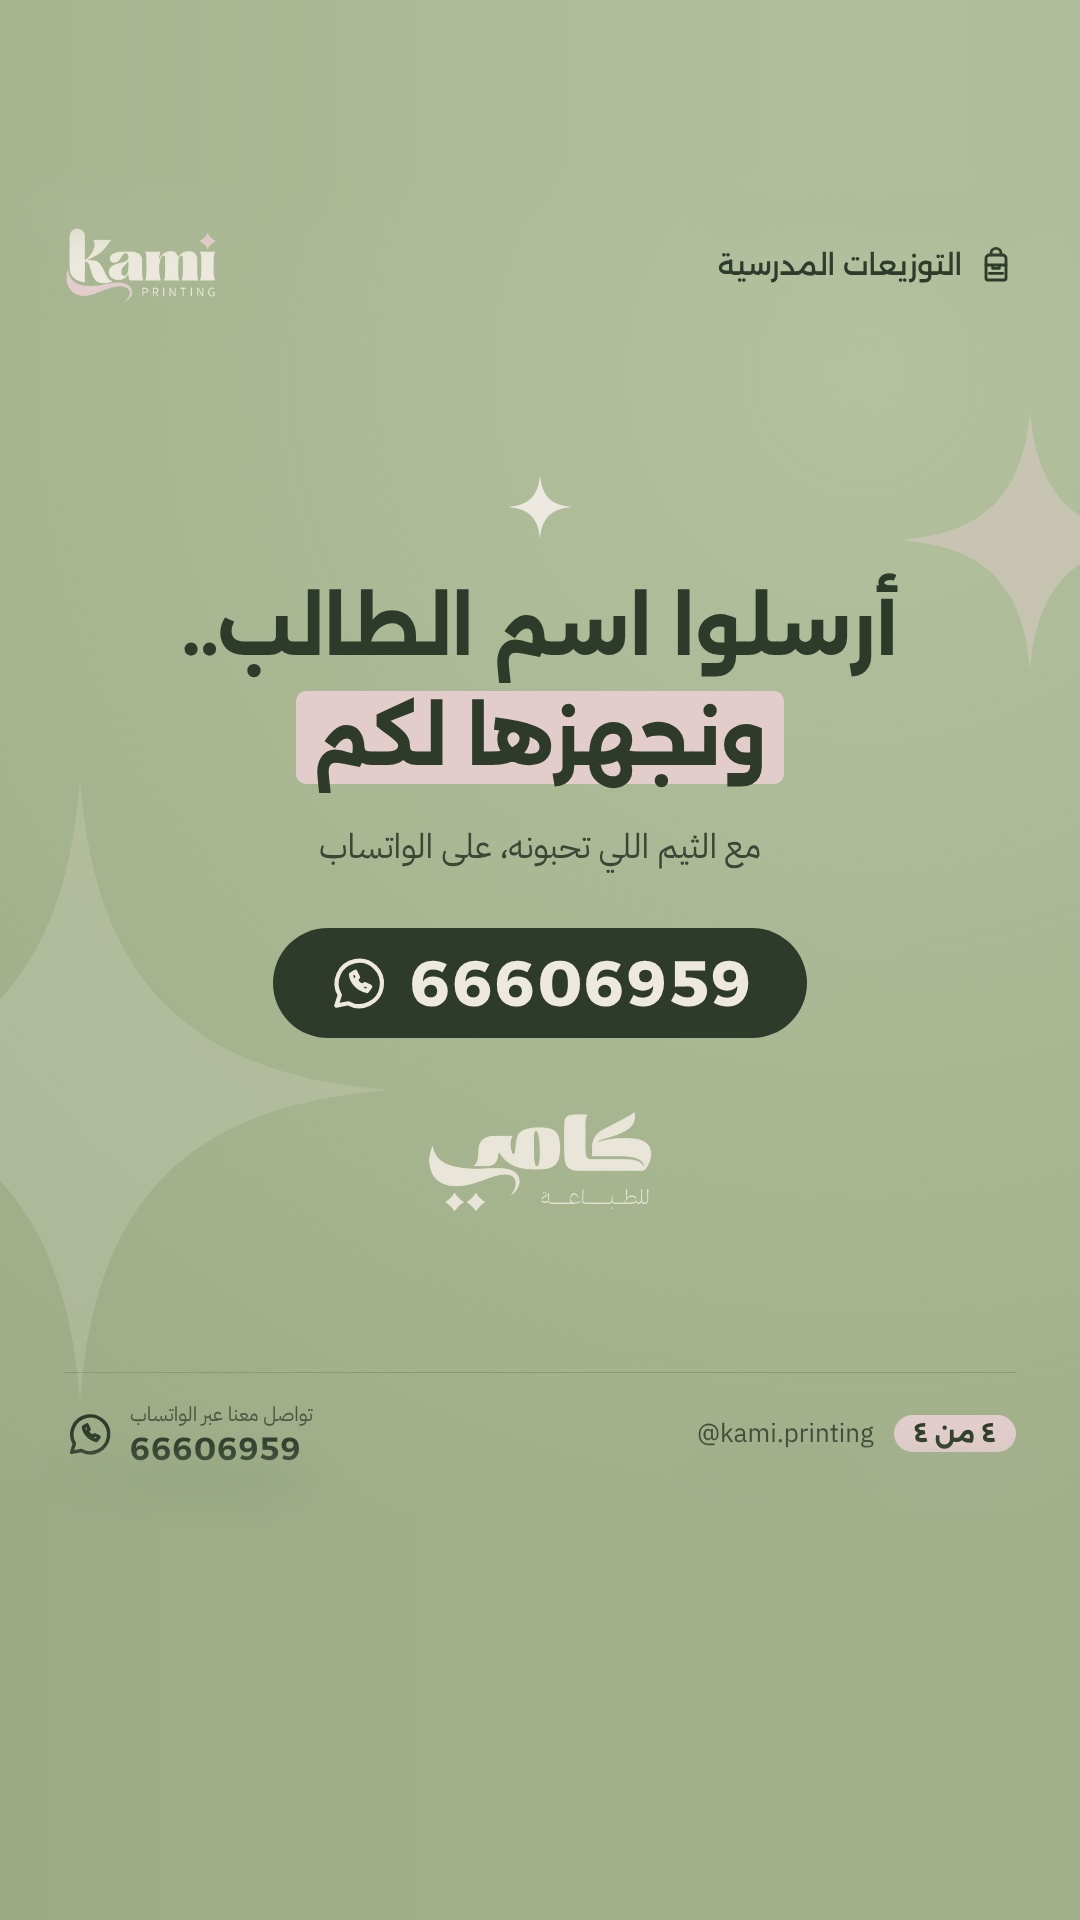 Kami
PRINTING
التوزيعات المدرسية
أرسلوا اسم الطالب..
ونجهزها لكم
مع الثيم اللي تحبونه، على الواتساب
66606959
كامي
للطبـــاعـــة
٤ من ٤
@kami.printing
تواصل معنا عبر الواتساب
66606959